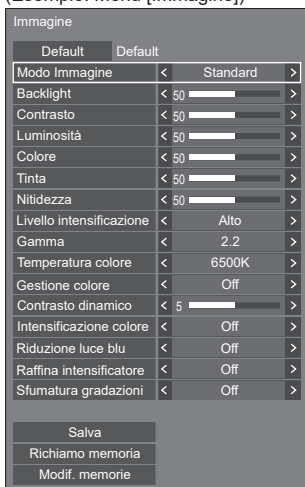 (Esempio: Menu [Immagine])
Immagine
Default Default
Modo Immagine < Standard >
Backlight < 50 >
Contrasto < 50 >
Luminosità < 50 >
Colore < 50 >
Tinta < 50 >
Nitidezza < 50 >
Livello intensificazione < Alto >
Gamma < 2.2 >
Temperatura colore < 6500K >
Gestione colore < Off >
Contrasto dinamico < 5 >
Intensificazione colore < Off >
Riduzione luce blu < Off >
Raffina intensificatore < Off >
Sfumatura gradazioni < Off >
Salva
Richiamo memoria
Modif. memorie